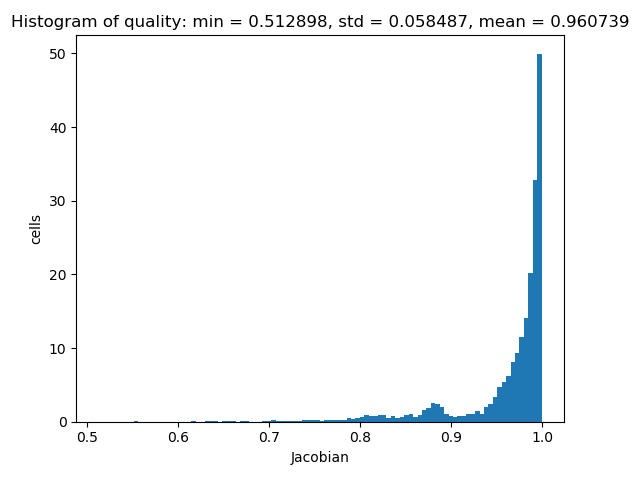 Histogram of quality: min = 0.512898, std = 0.058487, mean = 0.960739
50
40
30
20
10
0
cells
0.5 0.6 0.7 0.8 0.9 1.0
Jacobian